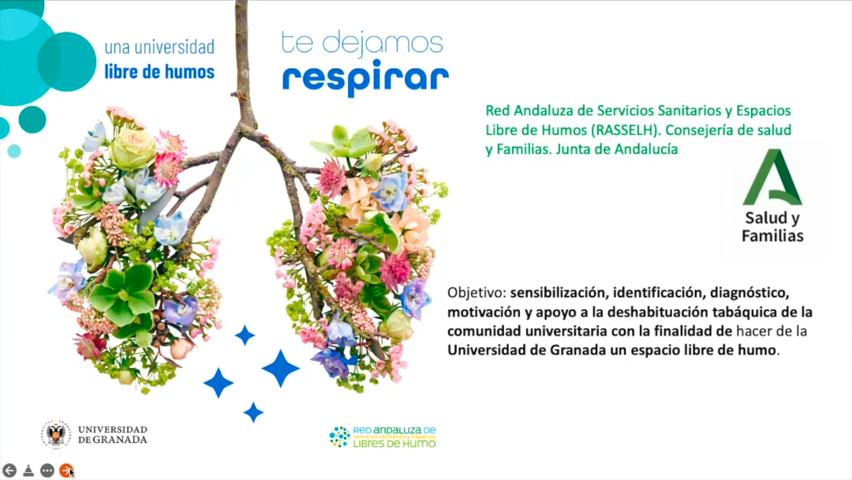 una universidad
libre de humos
te dejamos
respirar
Red Andaluza de Servicios Sanitarios y Espacios
Libre de Humos (RASSELH). Consejería de salud
y Familias. Junta de Andalucía
Salud y
Familias
Objetivo: sensibilización, identificación, diagnóstico,
motivación y apoyo a la deshabituación tabáquica de la
comunidad universitaria con la finalidad de hacer de la
Universidad de Granada un espacio libre de humo.
UNIVERSIDAD
DE GRANADA
RED ANDALUZA DE
servicios sanitarios y espacios
LIBRES DE HUMO